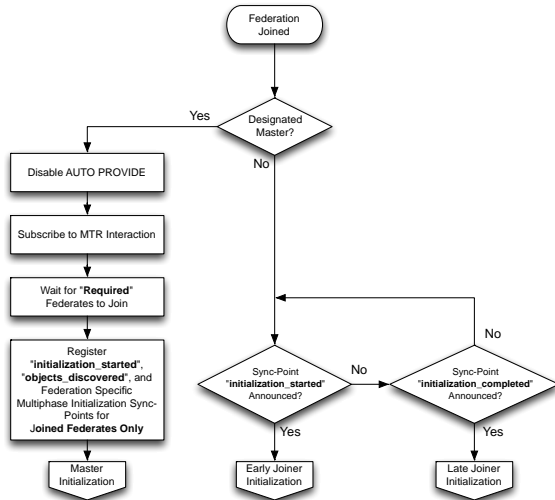 Federation
Joined
Designated
Master?
Yes
No
Disable AUTO PROVIDE
Subscribe to MTR Interaction
Wait for "Required"
Federates to Join
Register
"initialization_started",
"objects_discovered", and
Federation Specific
Multiphase Initialization Sync-
Points for
Joined Federates Only
Master
Initialization
Sync-Point
"initialization_started"
Announced?
No
Yes
Early Joiner
Initialization
No
Sync-Point
"initialization_completed"
Announced?
Yes
Late Joiner
Initialization